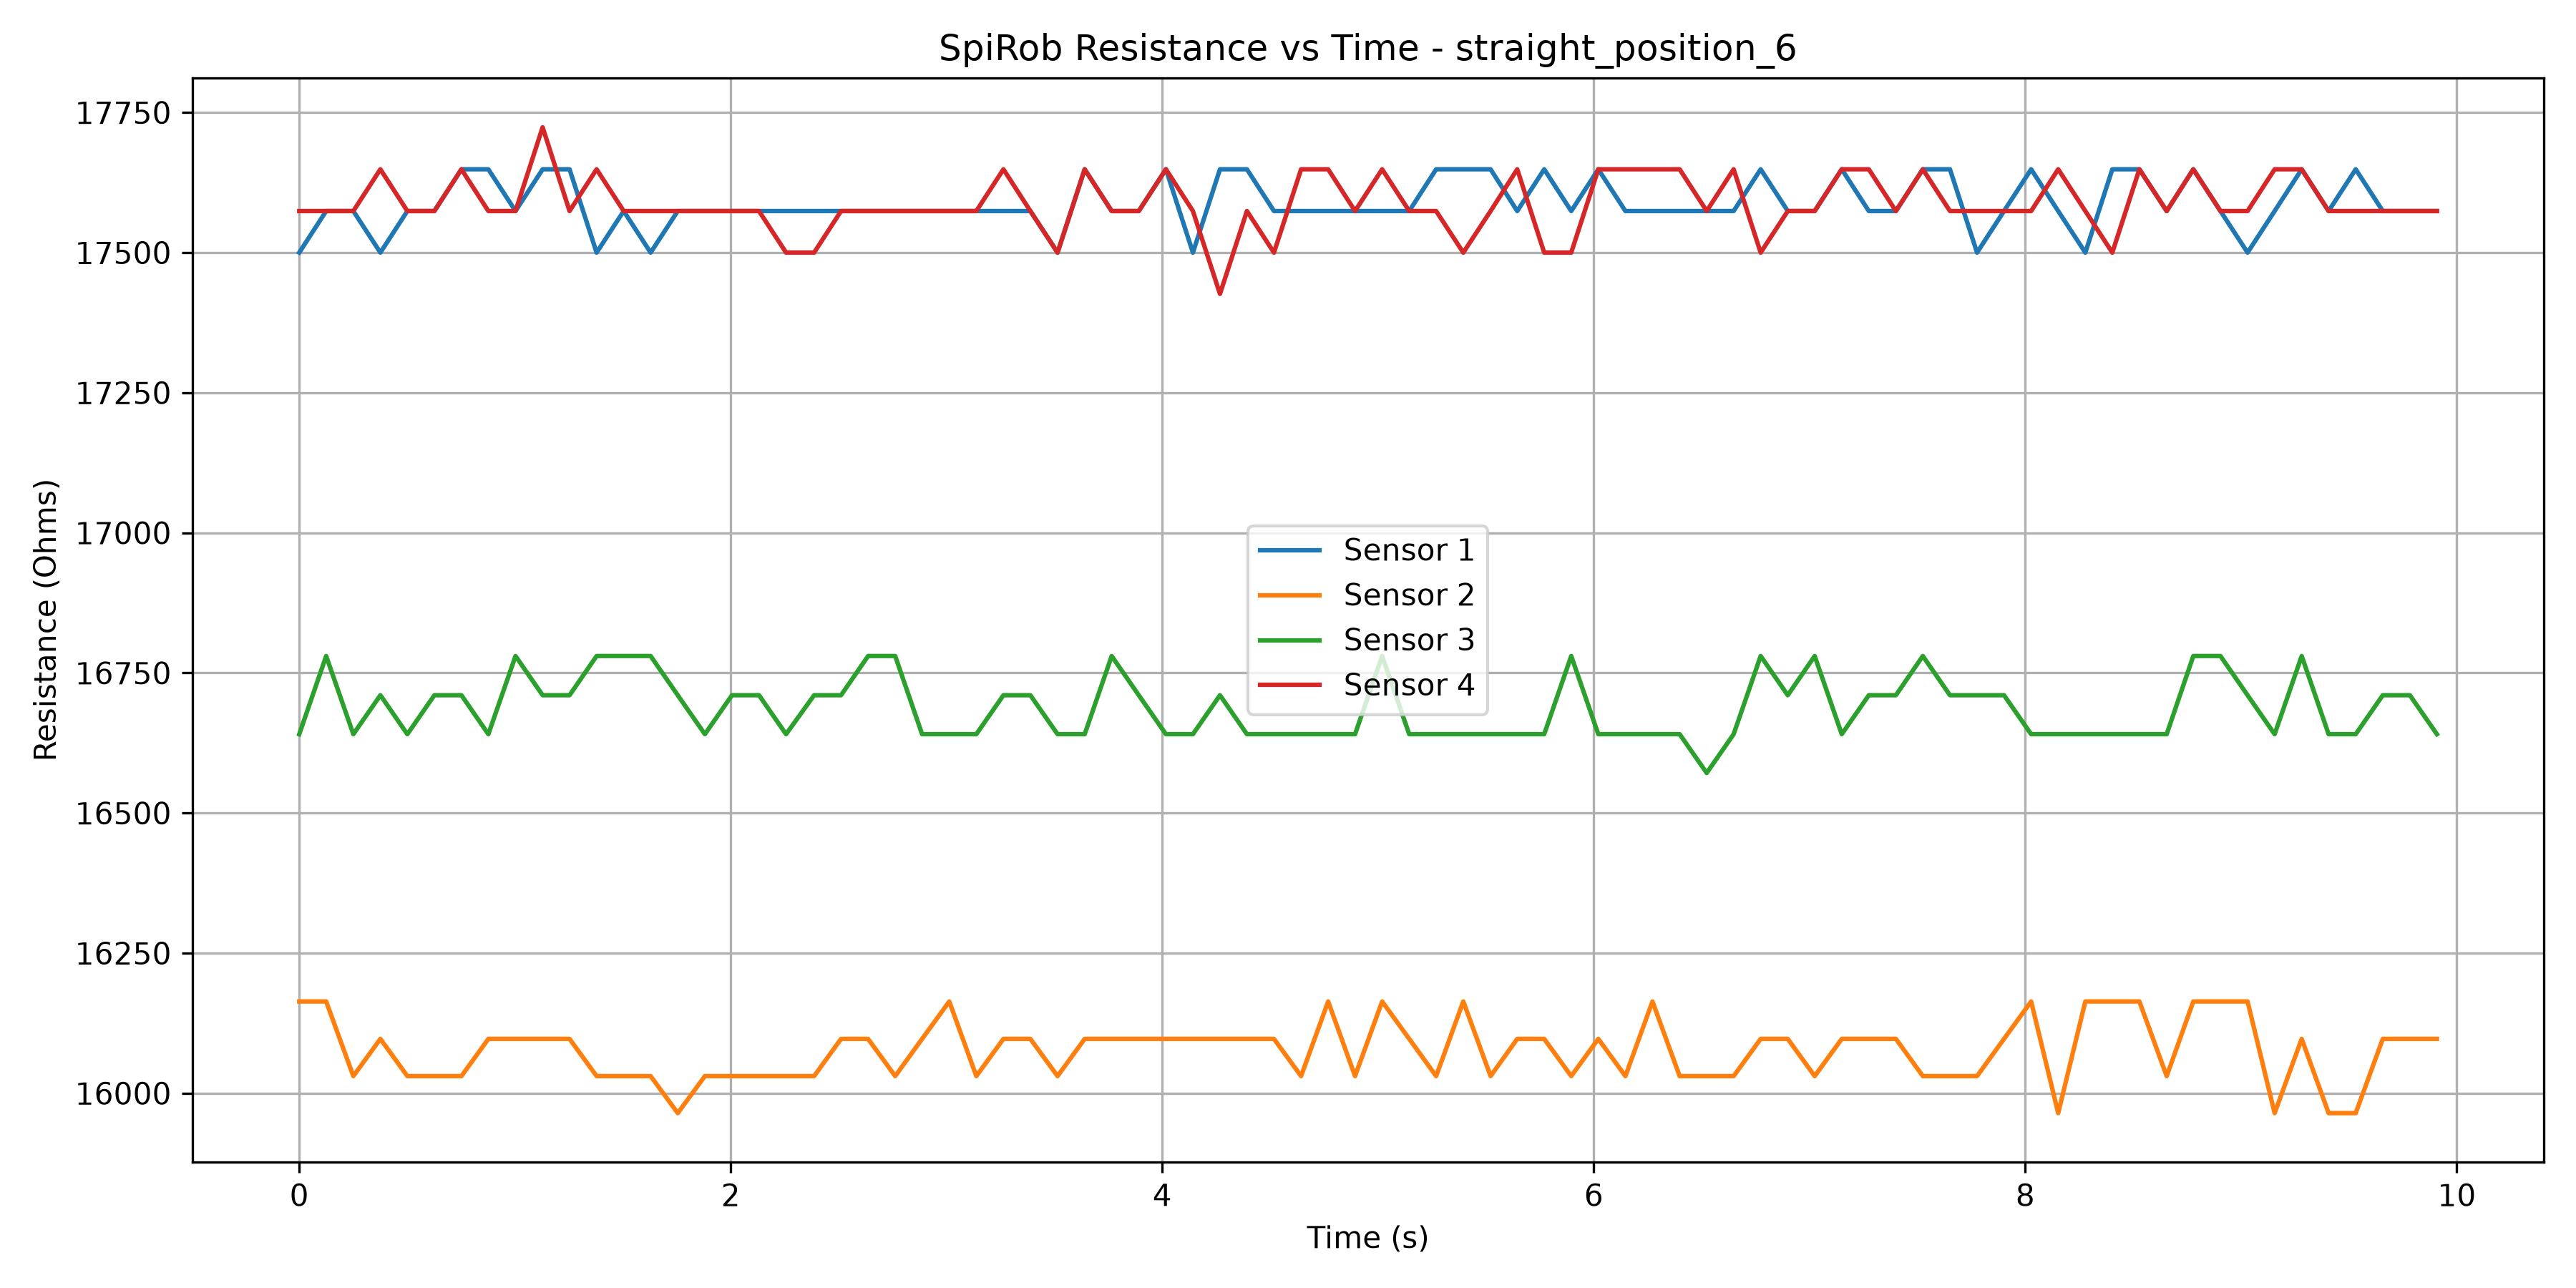 SpiRob Resistance vs Time - straight_position_6
Resistance (Ohms)
17750
17500
17250
17000
16750
16500
16250
16000
Sensor 1
Sensor 2
Sensor 3
Sensor 4
0 2 4 6 8 10
Time (s)